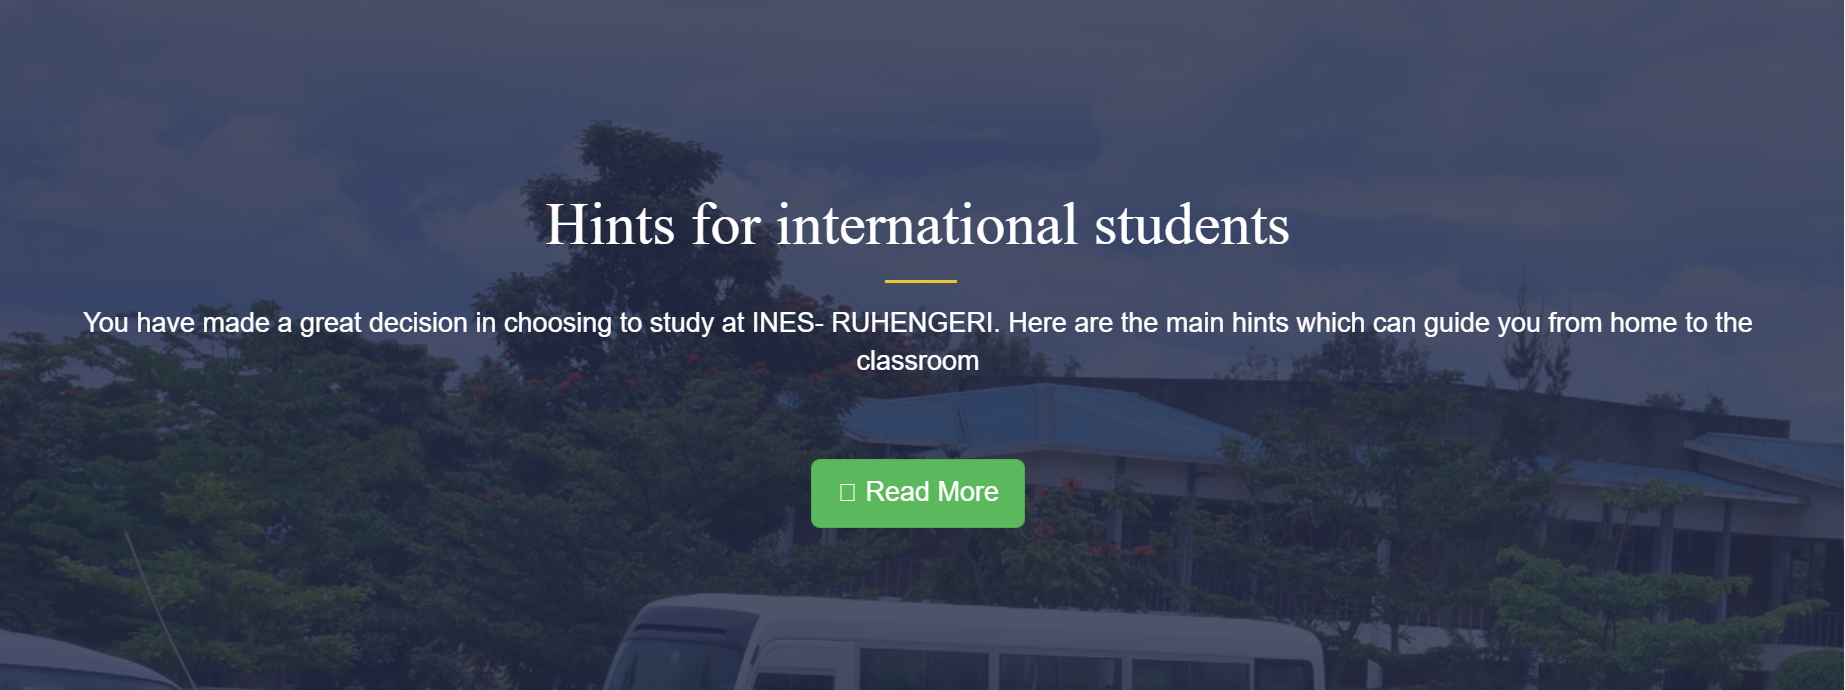 Hints for international students
You have made a great decision in choosing to study at INES- RUHENGERI. Here are the main hints which can guide you from home to the
classroom
Read More